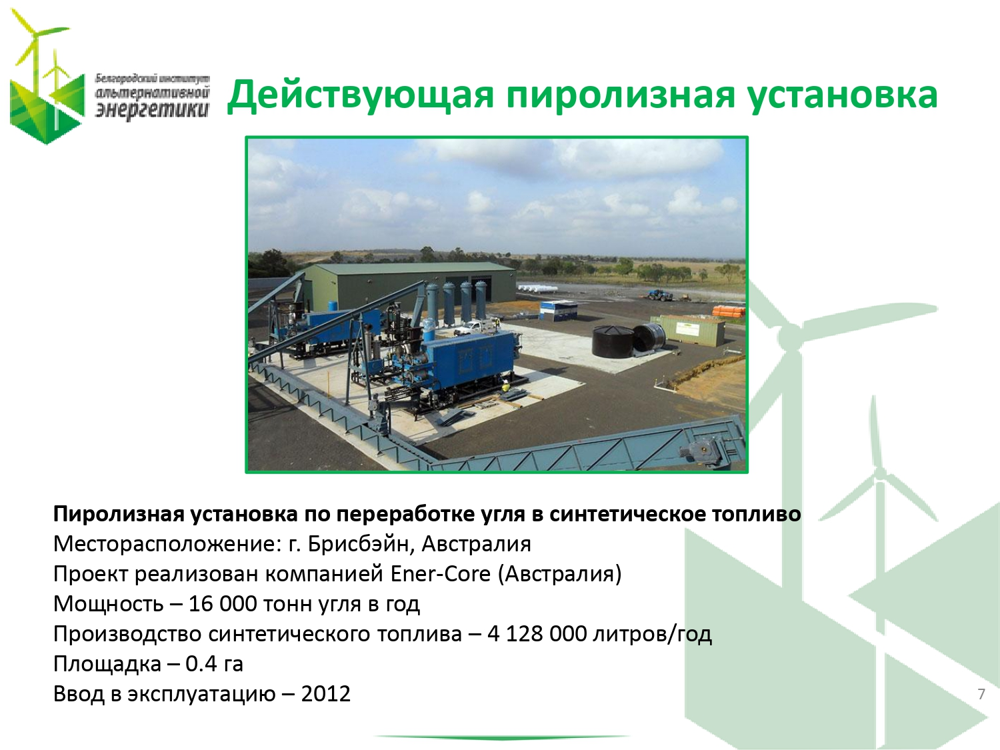 Белгородский институт
альтернативной
энергетики
Действующая пиролизная установка
Пиролизная установка по переработке угля в синтетическое топливо
Месторасположение: г. Брисбэйн, Австралия
Проект реализован компанией Ener-Core (Австралия)
Мощность – 16 000 тонн угля в год
Производство синтетического топлива – 4 128 000 литров/год
Площадка – 0.4 га
Ввод в эксплуатацию – 2012
7